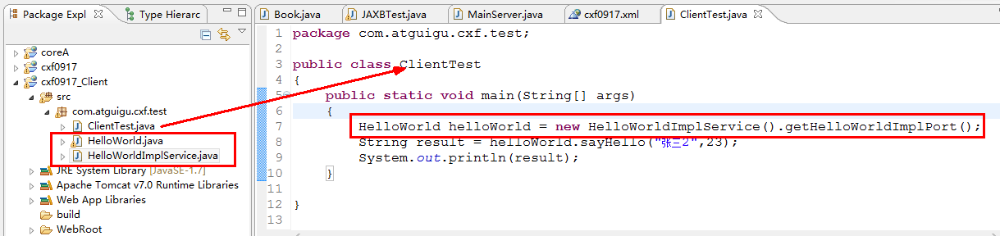 Package Expl
Type Hierarc
coreA
cxf0917
cxf0917_Client
src
com.atguigu.cxf.test
ClientTest.java
HelloWorld.java
HelloWorldImplService.java
JRE System Library [JavaSE-1.7]
Apache Tomcat v7.0 Runtime Libraries
Web App Libraries
build
WebRoot
Book.java
JAXBTest.java
MainServer.java
cxf0917.xml
ClientTest.java
1 package com.atguigu.cxf.test;
2
3 public class ClientTest
4 {
5 public static void main(String[] args)
6 {
7 HelloWorld helloWorld = new HelloWorldImplService().getHelloWorldImplPort();
8 String result = helloWorld.sayHello("张三2",23);
9 System.out.println(result);
10 }
11
12 }
13